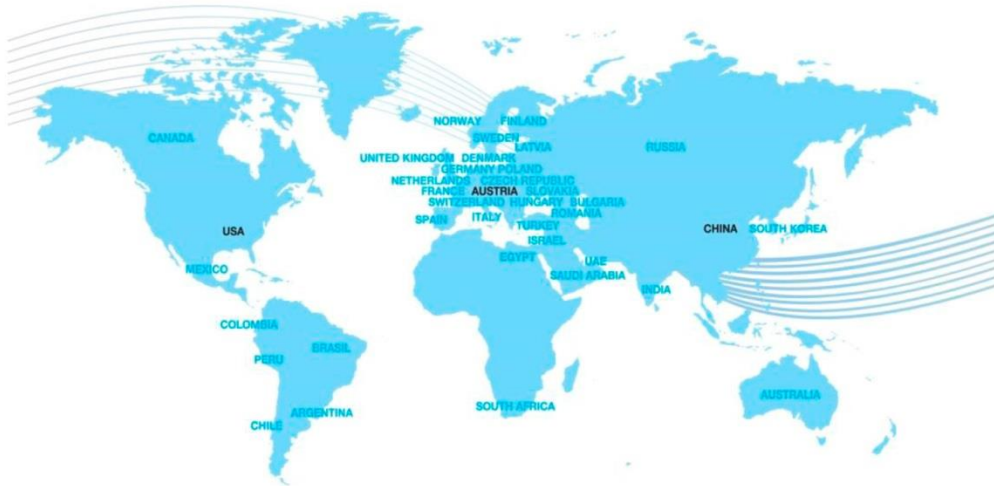 NORWAY FINLAND
SWEDEN
CANADA
LATVIA
RUSSIA
UNITED KINGDOM DENMARK
GERMANY POLAND
NETHERLANDS CZECH REPUBLIC
FRANCE AUSTRIA SLOVAKIA
SWITZERLAND HUNGARY BULGARIA
ROMANIA
SPAIN ITALY
TURKEY
USA
CHINA SOUTH KOREA
ISRAEL
EGYPT
UAE
MEXICO
SAUDI ARABIA
INDIA
COLOMBIA
BRASIL
PERU
AUSTRALIA
SOUTH AFRICA
ARGENTINA
CHILE